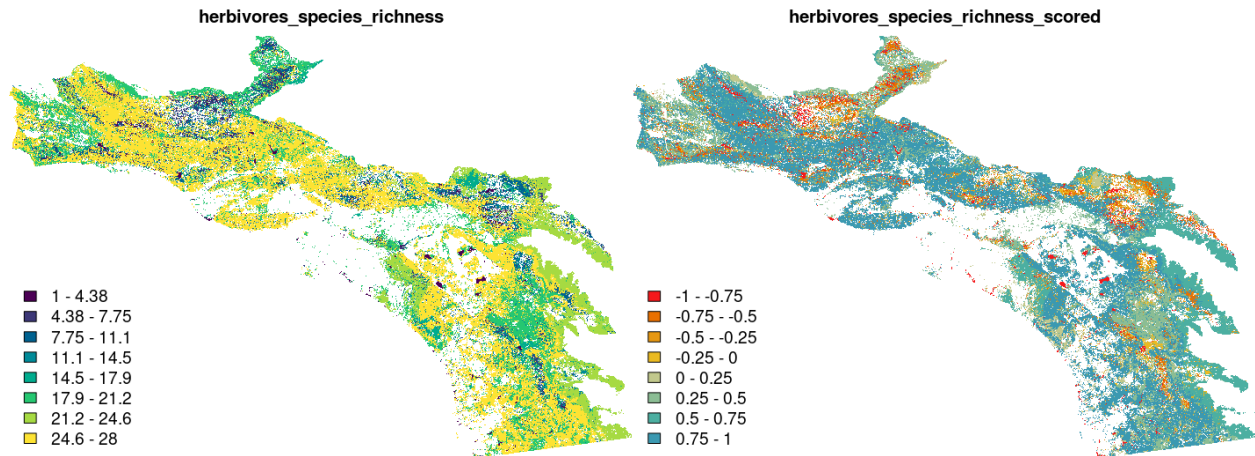 herbivores_species_richness
1 - 4.38
4.38 - 7.75
7.75 - 11.1
11.1 - 14.5
14.5 - 17.9
17.9 - 21.2
21.2 - 24.6
24.6 - 28
herbivores_species_richness_scored
-1 - -0.75
-0.75 - -0.5
-0.5 - -0.25
-0.25 - 0
0 - 0.25
0.25 - 0.5
0.5 - 0.75
0.75 - 1